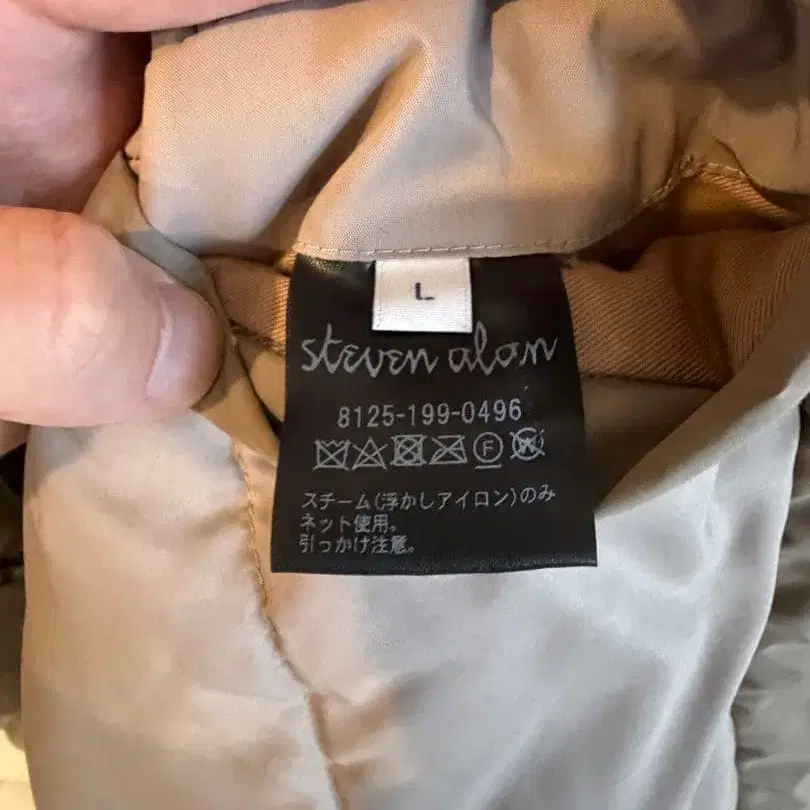 L
steven alan
8125-199-0496
F W
スチーム(浮かしアイロン)のみ
ネット使用。
引っかけ注意。